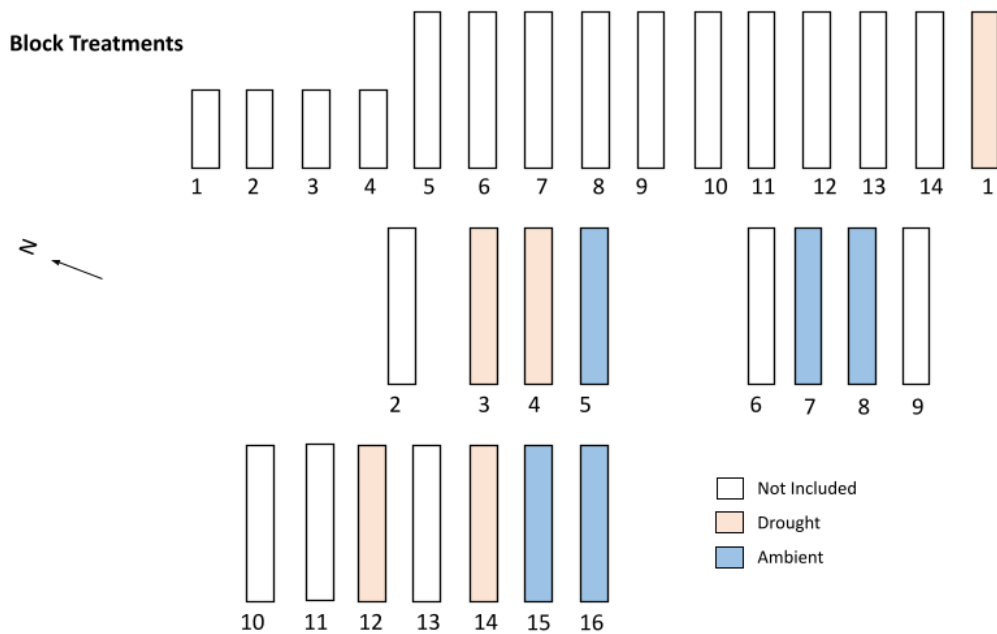 Block Treatments
1 2 3 4 5 6 7 8 9 10 11 12 13 14 1
N
2 3 4 5 6 7 8 9
Not Included
Drought
Ambient
10 11 12 13 14 15 16